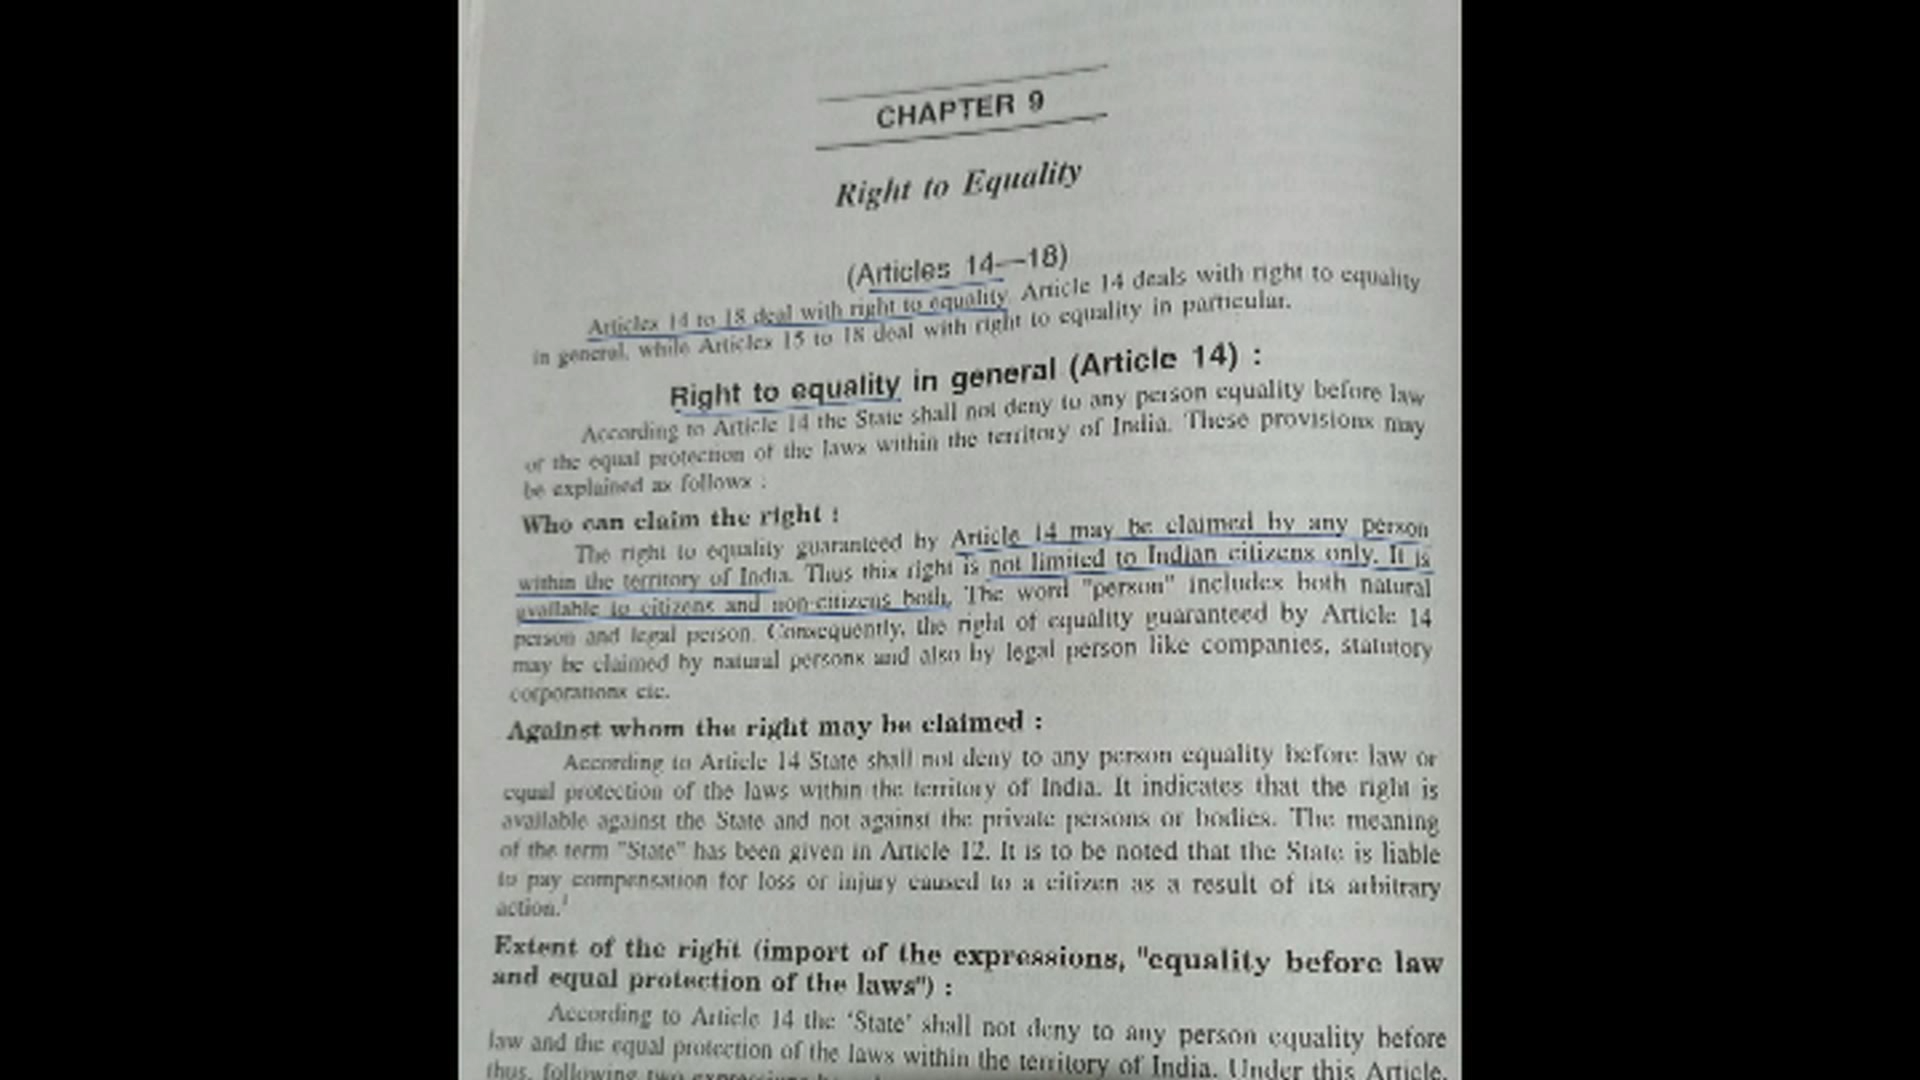 CHAPTER 9
Right to Equality
(Articles 14—18)
Articles 14 to 18 deal with right to equality. Article 14 deals with right to equality
in general, while Articles 15 to 18 deal with right to equality in particular.
Right to equality in general (Article 14) :
According to Article 14 the State shall not deny to any person equality before law
or the equal protection of the laws within the territory of India. These provisions may
be explained as follows :
Who can claim the right :
The right to equality guaranteed by Article 14 may be claimed by any person
within the territory of India. Thus this right is not limited to Indian citizens only. It is
available to citizens and non-citizens both. The word "person" includes both natural
person and legal person. Consequently, the right of equality guaranteed by Article 14
may be claimed by natural persons and also by legal person like companies, statutory
corporations etc.
Against whom the right may be claimed :
According to Article 14 State shall not deny to any person equality before law or
equal protection of the laws within the territory of India. It indicates that the right is
available against the State and not against the private persons or bodies. The meaning
of the term "State" has been given in Article 12. It is to be noted that the State is liable
to pay compensation for loss or injury caused to a citizen as a result of its arbitrary
action.1
Extent of the right (import of the expressions, "equality before law
and equal protection of the laws") :
According to Article 14 the 'State' shall not deny to any person equality before
law and the equal protection of the laws within the territory of India. Under this Article,
thus, following two expressions